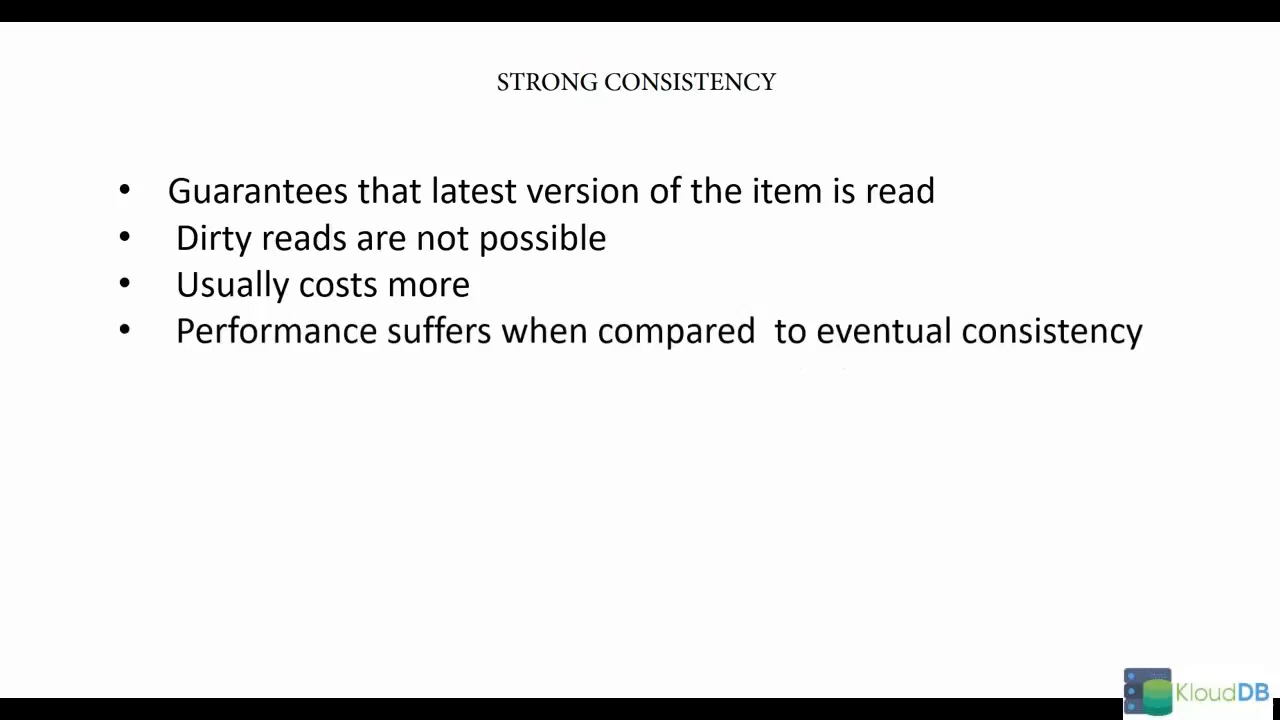 STRONG CONSISTENCY
• Guarantees that latest version of the item is read
• Dirty reads are not possible
• Usually costs more
• Performance suffers when compared  to eventual consistency
KloudDB